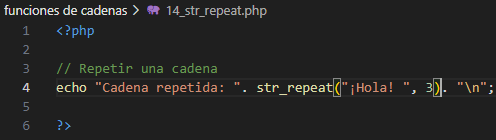 funciones de cadenas > 14_str_repeat.php
1 <?php
2
3 // Repetir una cadena
4 echo "Cadena repetida: ". str_repeat("¡Hola! ", 3). "\n";
5
6 ?>